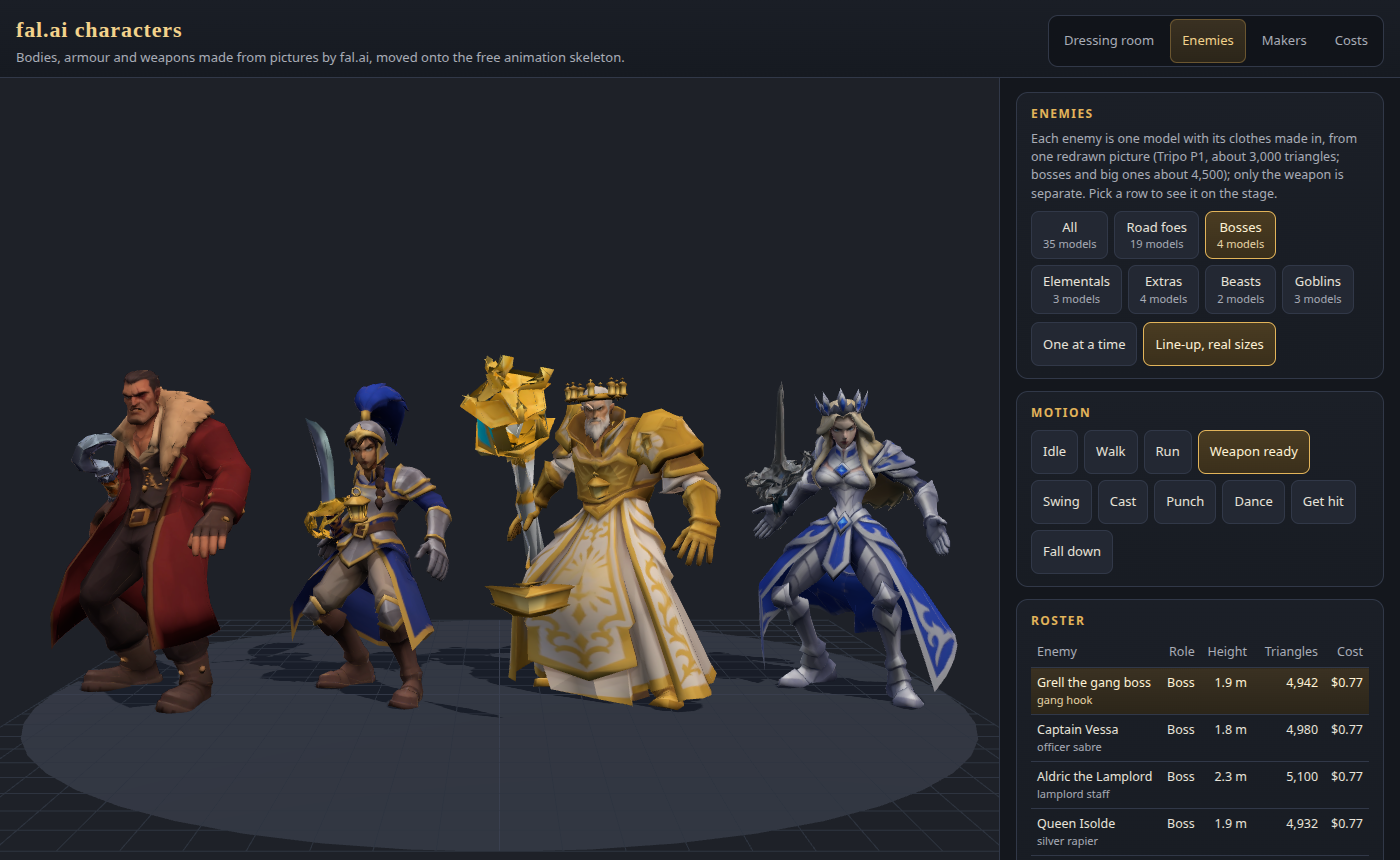 fal.ai characters
Bodies, armour and weapons made from pictures by fal.ai, moved onto the free animation skeleton.
Dressing room
Enemies
Makers
Costs
ENEMIES
Each enemy is one model with its clothes made in, from
one redrawn picture (Tripo P1, about 3,000 triangles;
bosses and big ones about 4,500); only the weapon is
separate. Pick a row to see it on the stage.
All
35 models
Road foes
19 models
Bosses
4 models
Elementals
3 models
Extras
4 models
Beasts
2 models
Goblins
3 models
One at a time
Line-up, real sizes
MOTION
Idle
Walk
Run
Weapon ready
Swing
Cast
Punch
Dance
Get hit
Fall down
ROSTER
Enemy Role Height Triangles Cost
Grell the gang boss Boss 1.9 m 4,942 $0.77
gang hook
Captain Vessa Boss 1.8 m 4,980 $0.77
officer sabre
Aldric the Lamplord Boss 2.3 m 5,100 $0.77
lamplord staff
Queen Isolde Boss 1.9 m 4,932 $0.77
silver rapier